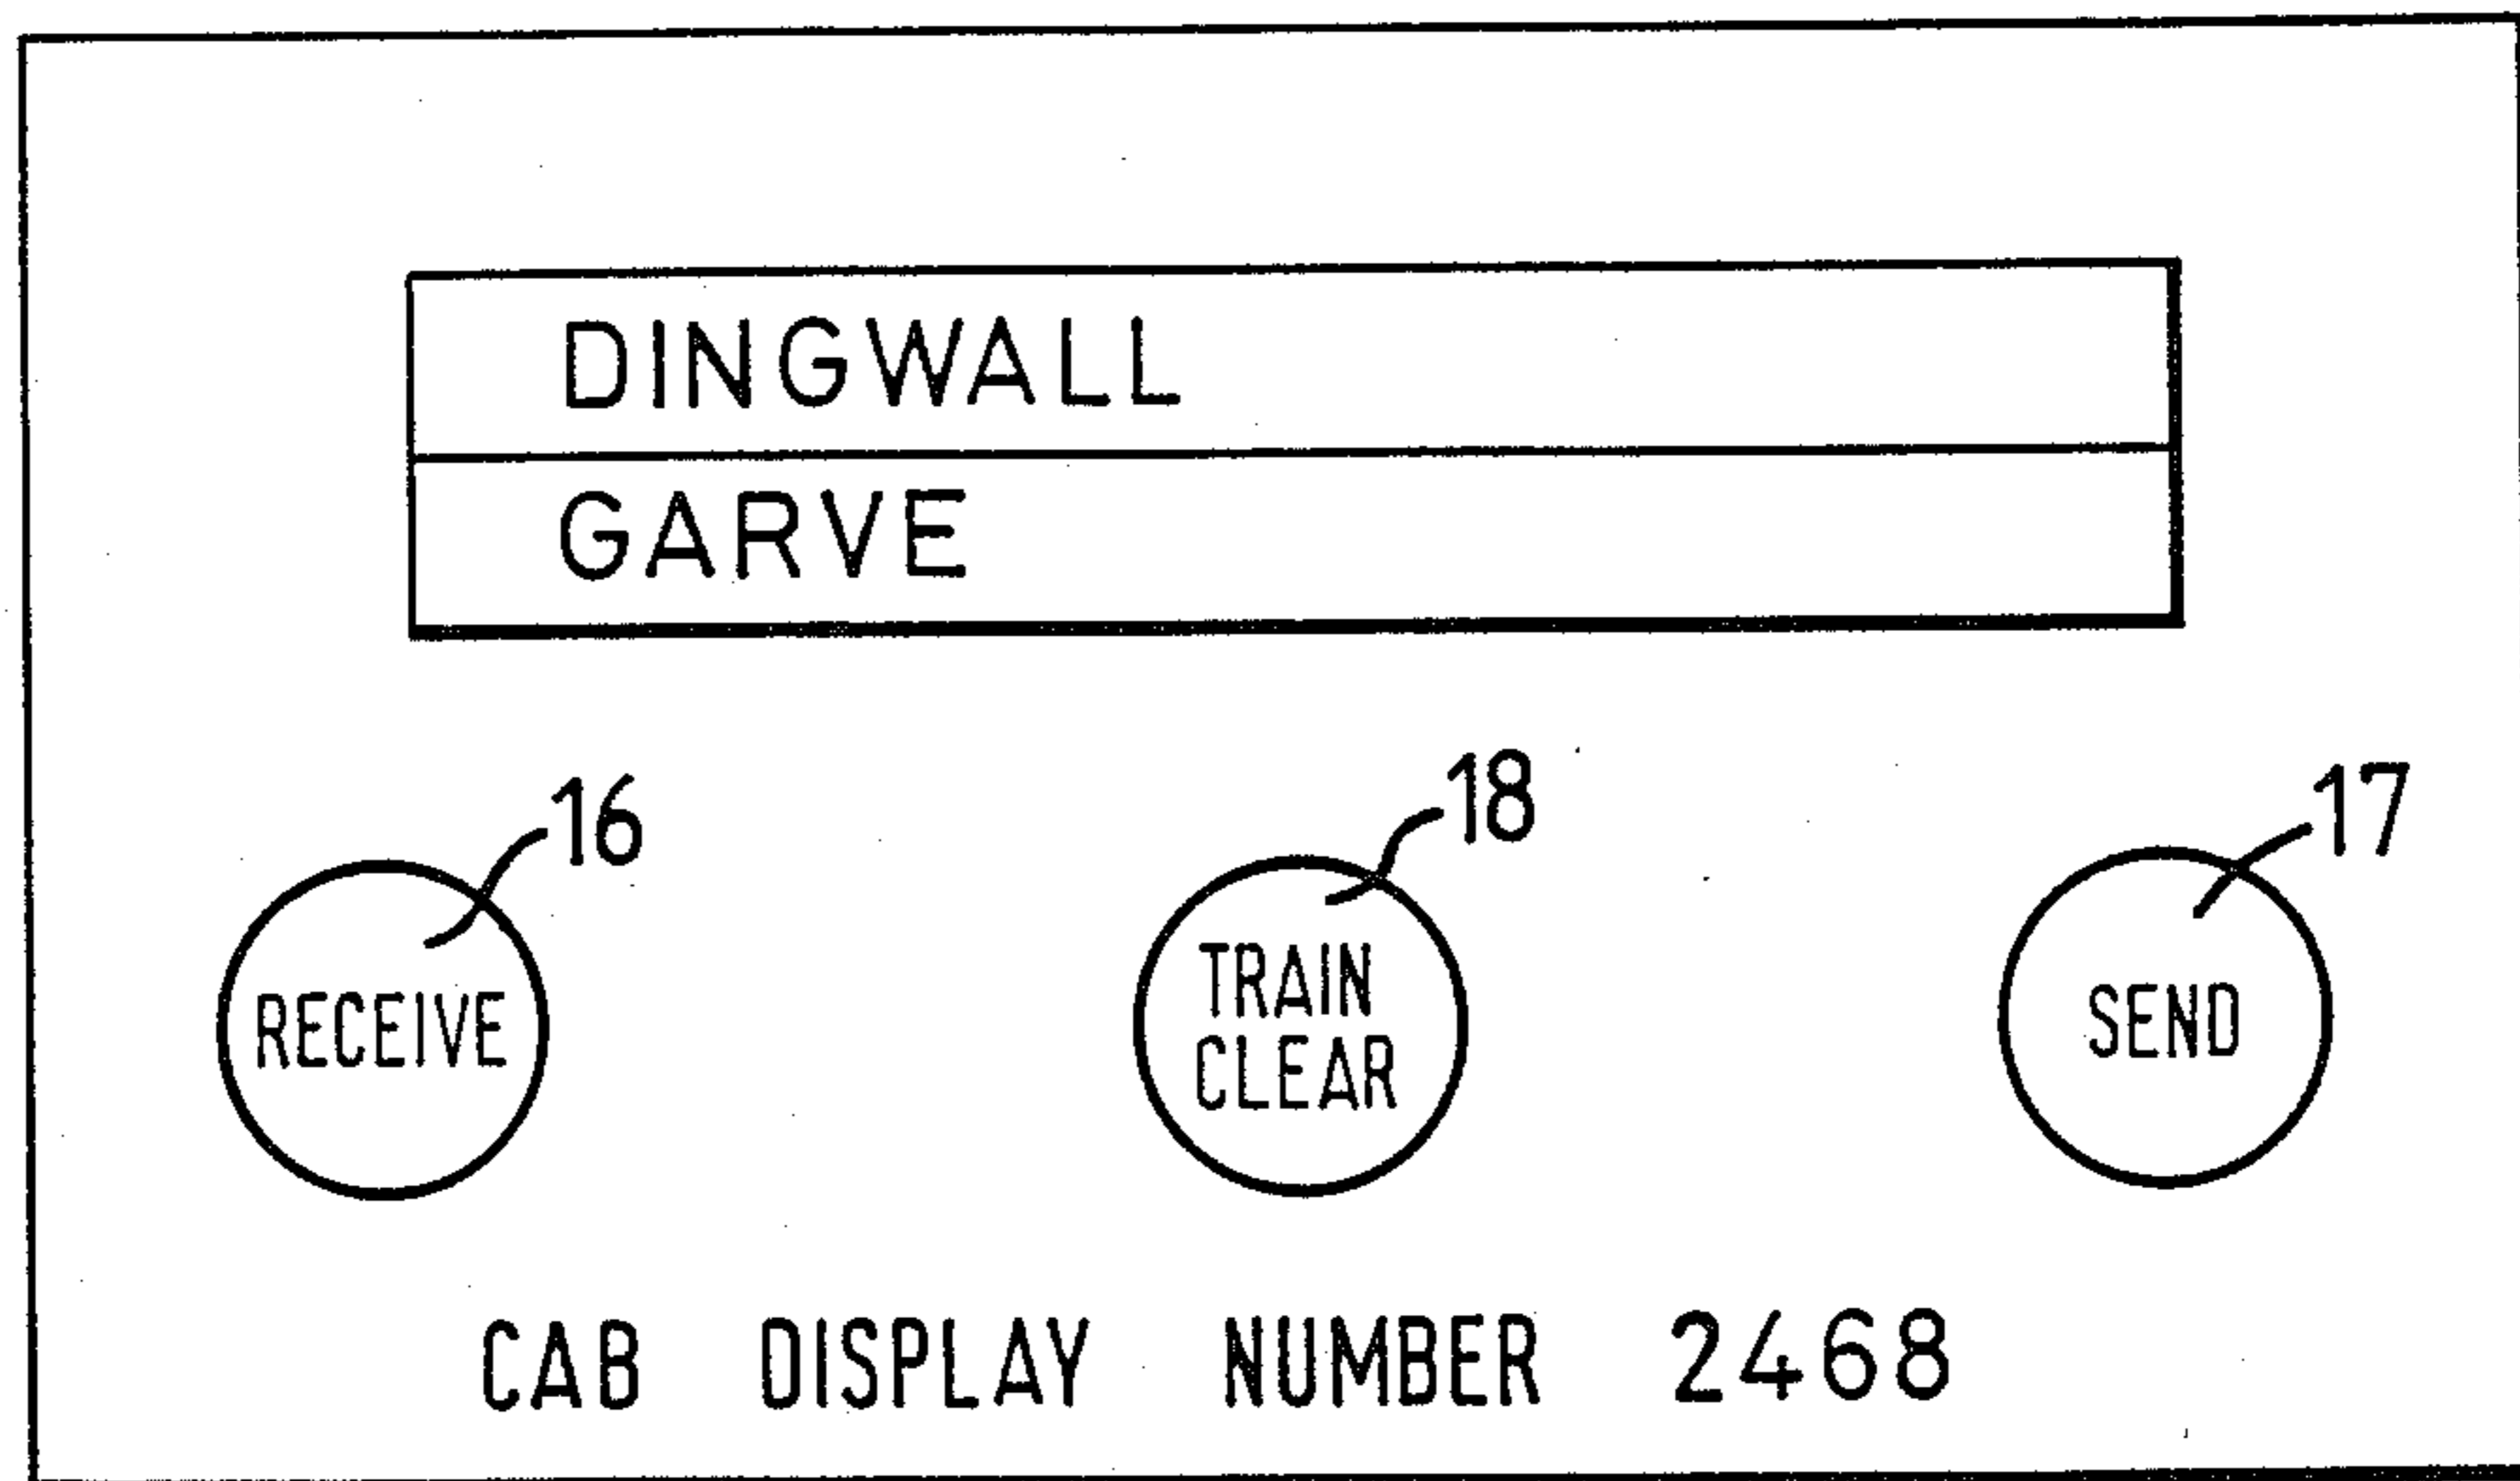 DINGWALL
GARVE
16
18
17
RECEIVE
TRAIN
CLEAR
SEND
CAB DISPLAY NUMBER 2468